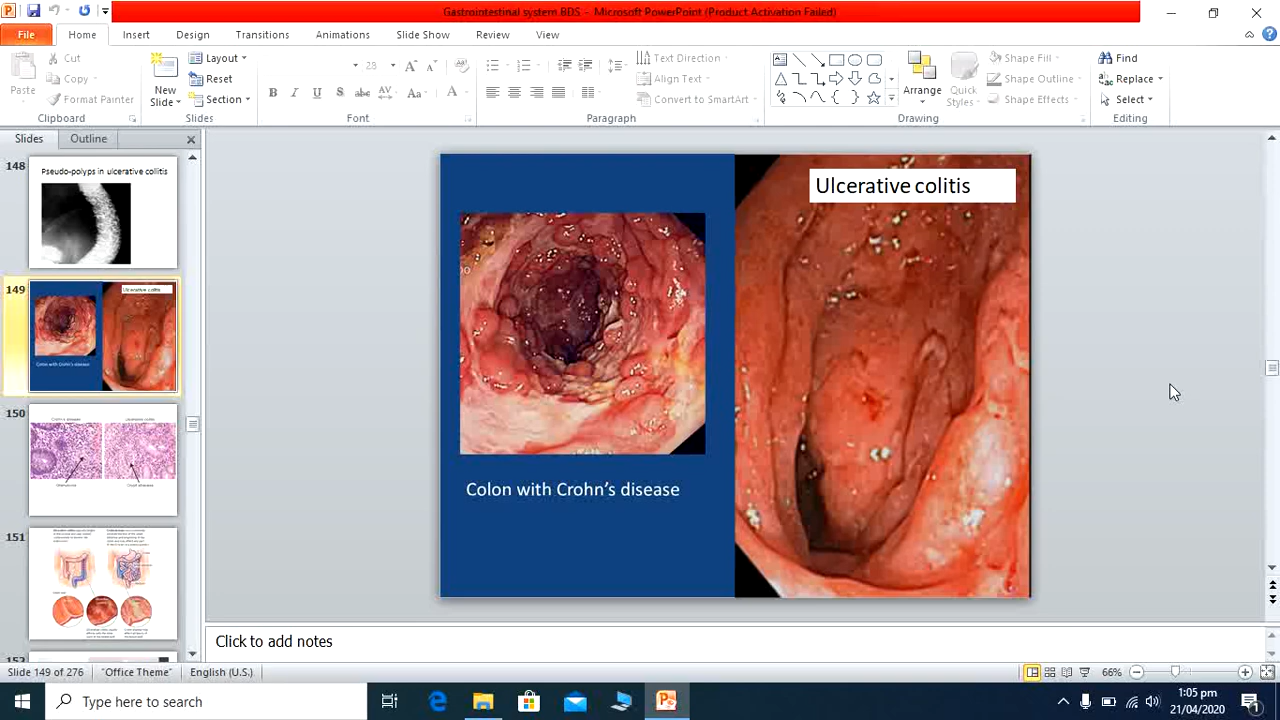 Gastrointestinal system BDS - Microsoft PowerPoint (Product Activation Failed)
File Home Insert Design Transitions Animations Slide Show Review View
Paste
Cut
Copy
Format Painter
Clipboard
New Slide
Layout
Reset
Section
Slides
28
Font
Text Direction
Align Text
Convert to SmartArt
Paragraph
Arrange
Quick Styles
Shape Fill
Shape Outline
Shape Effects
Drawing
Find
Replace
Select
Editing
Slides Outline
148
Pseudo-polyps in ulcerative colitis
149
Ulcerative colitis
Colon with Crohn's disease
150
Crohn's disease
Ulcerative colitis
151
Ulcerative colitis
Colon with Crohn’s disease
Click to add notes
Slide 149 of 276 "Office Theme" English (U.S.) 66%
Type here to search
1:05 pm
21/04/2020